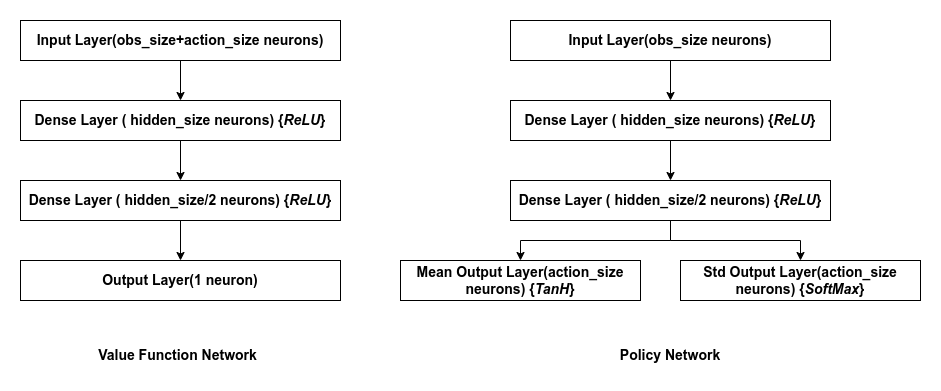 Input Layer(obs_size+action_size neurons)
Dense Layer ( hidden_size neurons) {ReLU}
Dense Layer ( hidden_size/2 neurons) {ReLU}
Output Layer(1 neuron)
Value Function Network
Input Layer(obs_size neurons)
Dense Layer ( hidden_size neurons) {ReLU}
Dense Layer ( hidden_size/2 neurons) {ReLU}
Mean Output Layer(action_size
neurons) {TanH}
Std Output Layer(action_size
neurons) {SoftMax}
Policy Network